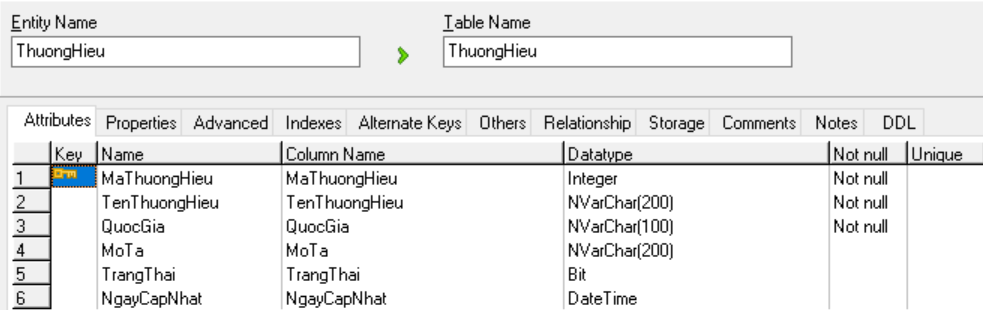 Entity Name Table Name
ThuongHieu ThuongHieu
Attributes Properties Advanced Indexes Alternate Keys Others Relationship Storage Comments Notes DDL
Key Name Column Name Datatype Not null Unique
1 MaThuongHieu MaThuongHieu Integer Not null
2 TenThuongHieu TenThuongHieu NVarChar(200) Not null
3 QuocGia QuocGia NVarChar(100) Not null
4 MoTa MoTa NVarChar(200)
5 TrangThai TrangThai Bit
6 NgayCapNhat NgayCapNhat DateTime